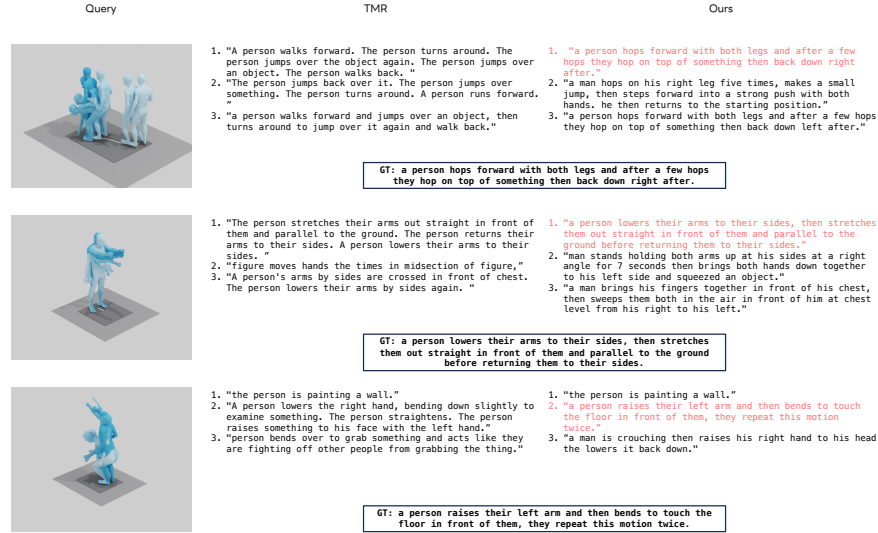 Query
TMR
Ours
1. "A person walks forward. The person turns around. The
person jumps over the object again. The person jumps over
an object. The person walks back. "
2. "The person jumps back over it. The person jumps over
something. The person turns around. A person runs forward.
”
3. "a person walks forward and jumps over an object, then
turns around to jump over it again and walk back."
1. "a person hops forward with both legs and after a few
hops they hop on top of something then back down right
after.”
2. "a man hops on his right leg five times, makes a small
jump, then steps forward into a strong push with both
hands. he then returns to the starting position.”
3. "a person hops forward with both legs and after a few hops
they hop on top of something then back down left after."
GT: a person hops forward with both legs and after a few hops
they hop on top of something then back down right after.
1. "The person stretches their arms out straight in front of
them and parallel to the ground. The person returns their
arms to their sides. A person lowers their arms to their
sides. ”
2. "figure moves hands the times in midsection of figure,”
3. "A person's arms by sides are crossed in front of chest.
The person lowers their arms by sides again. "
1. "a person lowers their arms to their sides, then stretches
them out straight in front of them and parallel to the
ground before returning them to their sides.”
2. "man stands holding both arms up at his sides at a right
angle for 7 seconds then brings both hands down together
to his left side and squeezed an object."
3. "a man brings his fingers together in front of his chest,
then sweeps them both in the air in front of him at chest
level from his right to his left."
GT: a person lowers their arms to their sides, then stretches
them out straight in front of them and parallel to the ground
before returning them to their sides.
1. "the person is painting a wall.”
2. "A person lowers the right hand, bending down slightly to
examine something. The person straightens. The person
raises something to his face with the left hand.”
3. "person bends over to grab something and acts like they
are fighting off other people from grabbing the thing."
1. "the person is painting a wall.”
2. "a person raises their left arm and then bends to touch
the floor in front of them, they repeat this motion
twice.”
3. “a man is crouching then raises his right hand to his head
the lowers it back down."
GT: a person raises their left arm and then bends to touch the
floor in front of them, they repeat this motion twice.